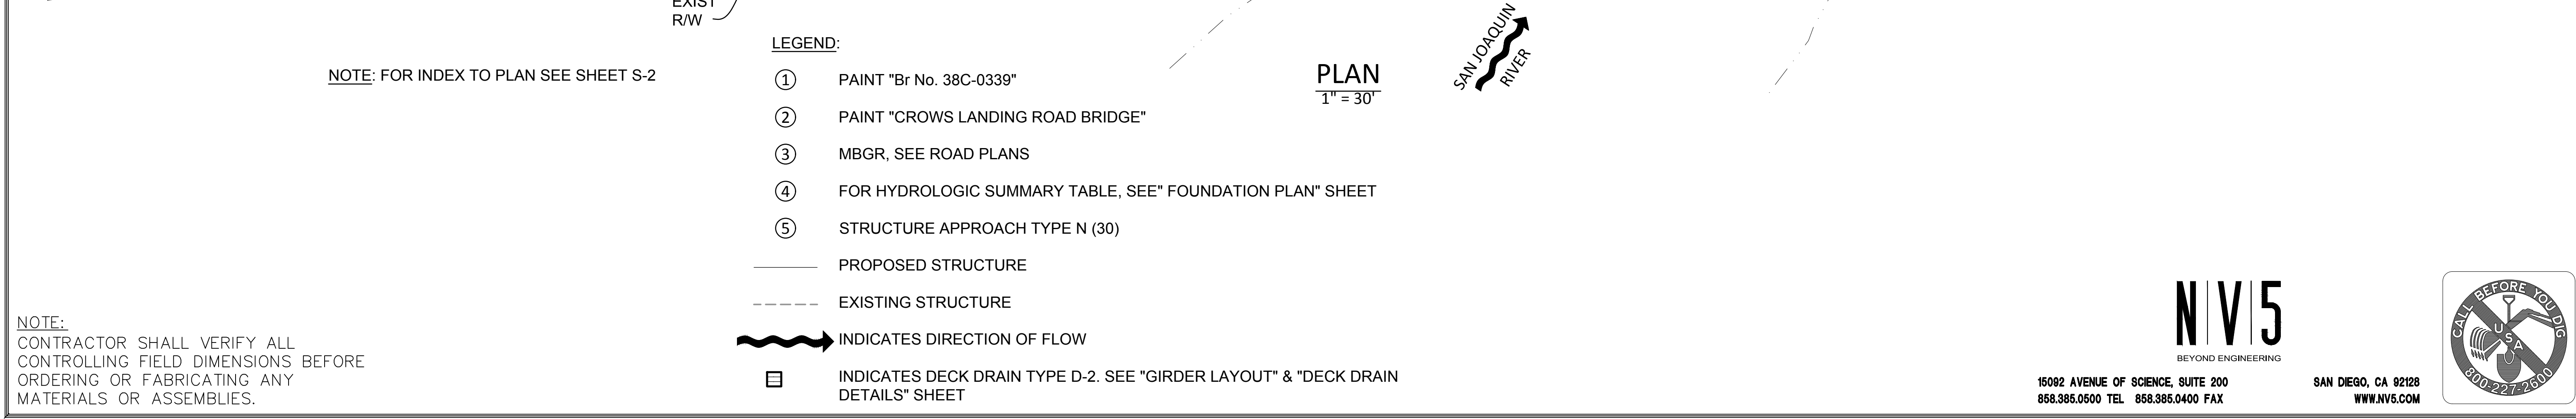 EXIST
R/W
NOTE: FOR INDEX TO PLAN SEE SHEET S-2
LEGEND:
1 PAINT "Br No. 38C-0339"
2 PAINT "CROWS LANDING ROAD BRIDGE"
3 MBGR, SEE ROAD PLANS
4 FOR HYDROLOGIC SUMMARY TABLE, SEE" FOUNDATION PLAN" SHEET
5 STRUCTURE APPROACH TYPE N (30)
PROPOSED STRUCTURE
EXISTING STRUCTURE
INDICATES DIRECTION OF FLOW
INDICATES DECK DRAIN TYPE D-2. SEE "GIRDER LAYOUT" & "DECK DRAIN
DETAILS" SHEET
PLAN
1" = 30'
SAN JOAQUIN
RIVER
NOTE:
CONTRACTOR SHALL VERIFY ALL
CONTROLLING FIELD DIMENSIONS BEFORE
ORDERING OR FABRICATING ANY
MATERIALS OR ASSEMBLIES.
N|V|5
BEYOND ENGINEERING
15092 AVENUE OF SCIENCE, SUITE 200 SAN DIEGO, CA 92128
858.385.0500 TEL 858.385.0400 FAX WWW.NV5.COM
CALL BEFORE YOU DIG
USA
800-227-2600